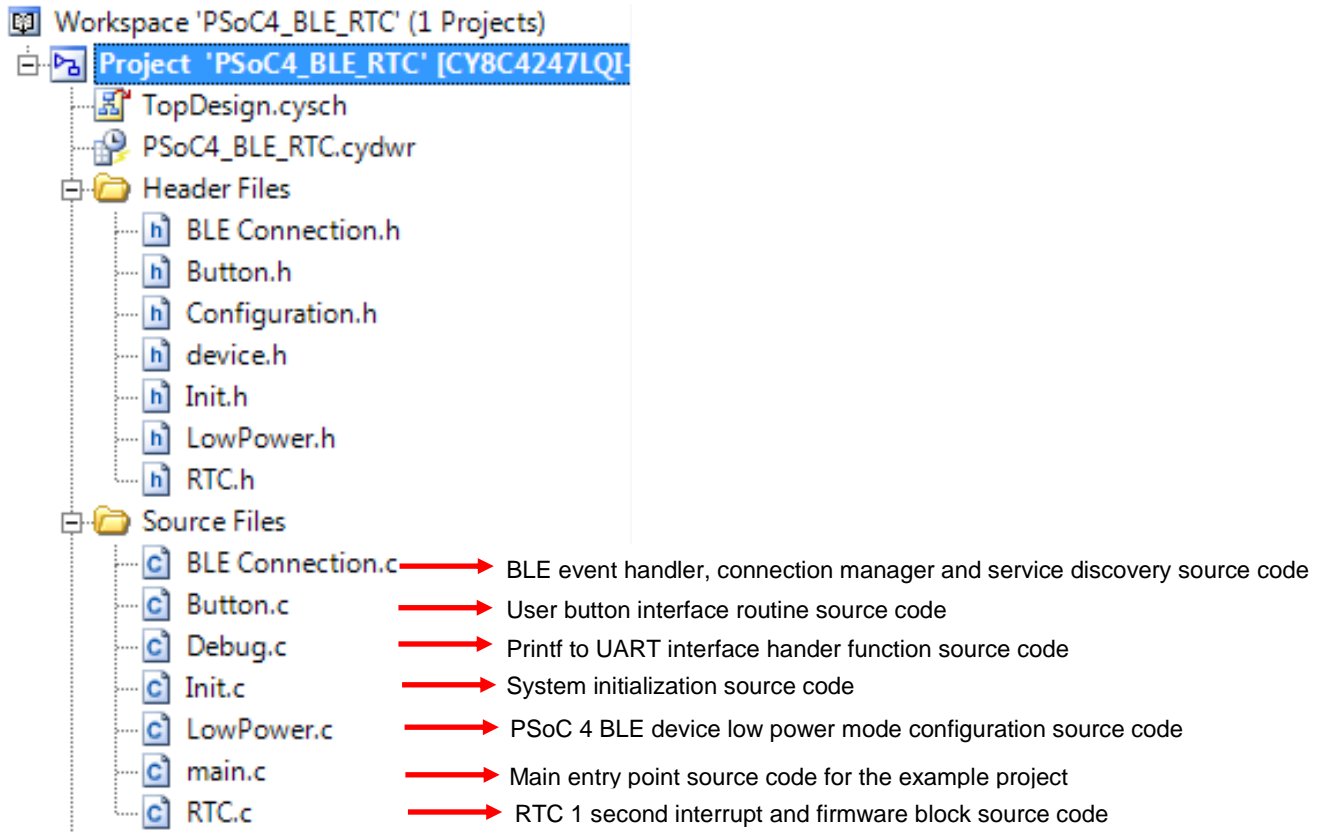 Workspace 'PSoC4_BLE_RTC' (1 Projects)
Project 'PSoC4_BLE_RTC' [CY8C4247LQI-
TopDesign.cysch
PSoC4_BLE_RTC.cydwr
Header Files
h BLE Connection.h
h Button.h
h Configuration.h
h device.h
h Init.h
h LowPower.h
h RTC.h
Source Files
c BLE Connection.c BLE event handler, connection manager and service discovery source code
c Button.c User button interface routine source code
c Debug.c Printf to UART interface hander function source code
c Init.c System initialization source code
c LowPower.c PSoC 4 BLE device low power mode configuration source code
c main.c Main entry point source code for the example project
c RTC.c RTC 1 second interrupt and firmware block source code